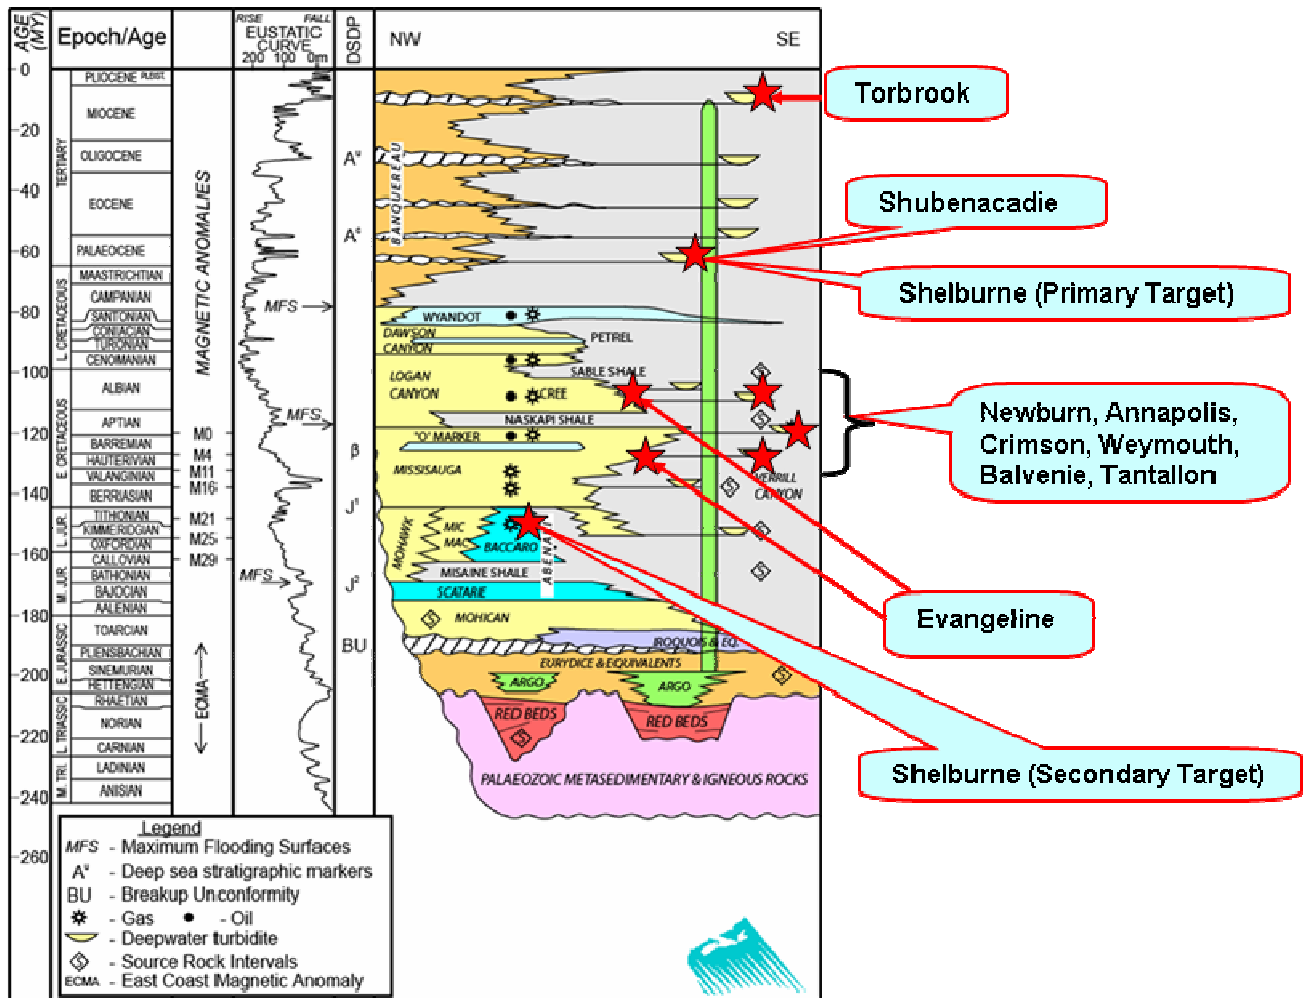 AGE (MY)
Epoch/Age
RISE FALL
EUSTATIC
CURVE
200 100 0m
DSDP
NW
SE
0
20
40
60
80
100
120
140
160
180
200
220
240
260
TERTIARY
L. CRETACEOUS
E. CRETACEOUS
L. JUR.
M. JUR.
E. JURASSIC
L. TRIASSIC
M. TRI.
PLIOCENE PLEIST.
MIOCENE
OLIGOCENE
EOCENE
PALAEOCENE
MAASTRICHTIAN
CAMPANIAN
SANTONIAN
CONIACIAN
TURONIAN
CENOMANIAN
ALBIAN
APTIAN
BARREMIAN
HAUTERIVIAN
VALANGINIAN
BERRIASIAN
TITHONIAN
KIMMERIDGIAN
OXFORDIAN
CALLOVIAN
BATHONIAN
BAJOCIAN
AALENIAN
TOARCIAN
PLIENSBACHIAN
SINEMURIAN
HETTENGIAN
RHAETIAN
NORIAN
CARNIAN
LADINIAN
ANISIAN
MAGNETIC ANOMALIES
M0
M4
M11
M16
M21
M25
M29
ECMA
MFS
MFS
MFS
Aᵘ
Aᶜ
β
J¹
J²
BU
BANQUEREAU
WYANDOT
DAWSON
CANYON
PETREL
SABLE SHALE
LOGAN
CANYON
CREE
NASKAPI SHALE
"O" MARKER
MISSISAUGA
VERRILL
CANYON
MOHAWK
MIC
MAC
BACCARO
ABENAKI
MISAINE SHALE
SCATARIE
MOHICAN
IROQUOIS & EQ.
EURYDICE & EQUIVALENTS
ARGO
ARGO
RED BEDS
RED BEDS
PALAEOZOIC METASEDIMENTARY & IGNEOUS ROCKS
S
S
S
S
S
S
S
S
Torbrook
Shubenacadie
Shelburne (Primary Target)
Newburn, Annapolis,
Crimson, Weymouth,
Balvenie, Tantallon
Evangeline
Shelburne (Secondary Target)
Legend
MFS - Maximum Flooding Surfaces
Aᵘ - Deep sea stratigraphic markers
BU - Breakup Unconformity
- Gas - Oil
- Deepwater turbidite
S - Source Rock Intervals
ECMA - East Coast Magnetic Anomaly